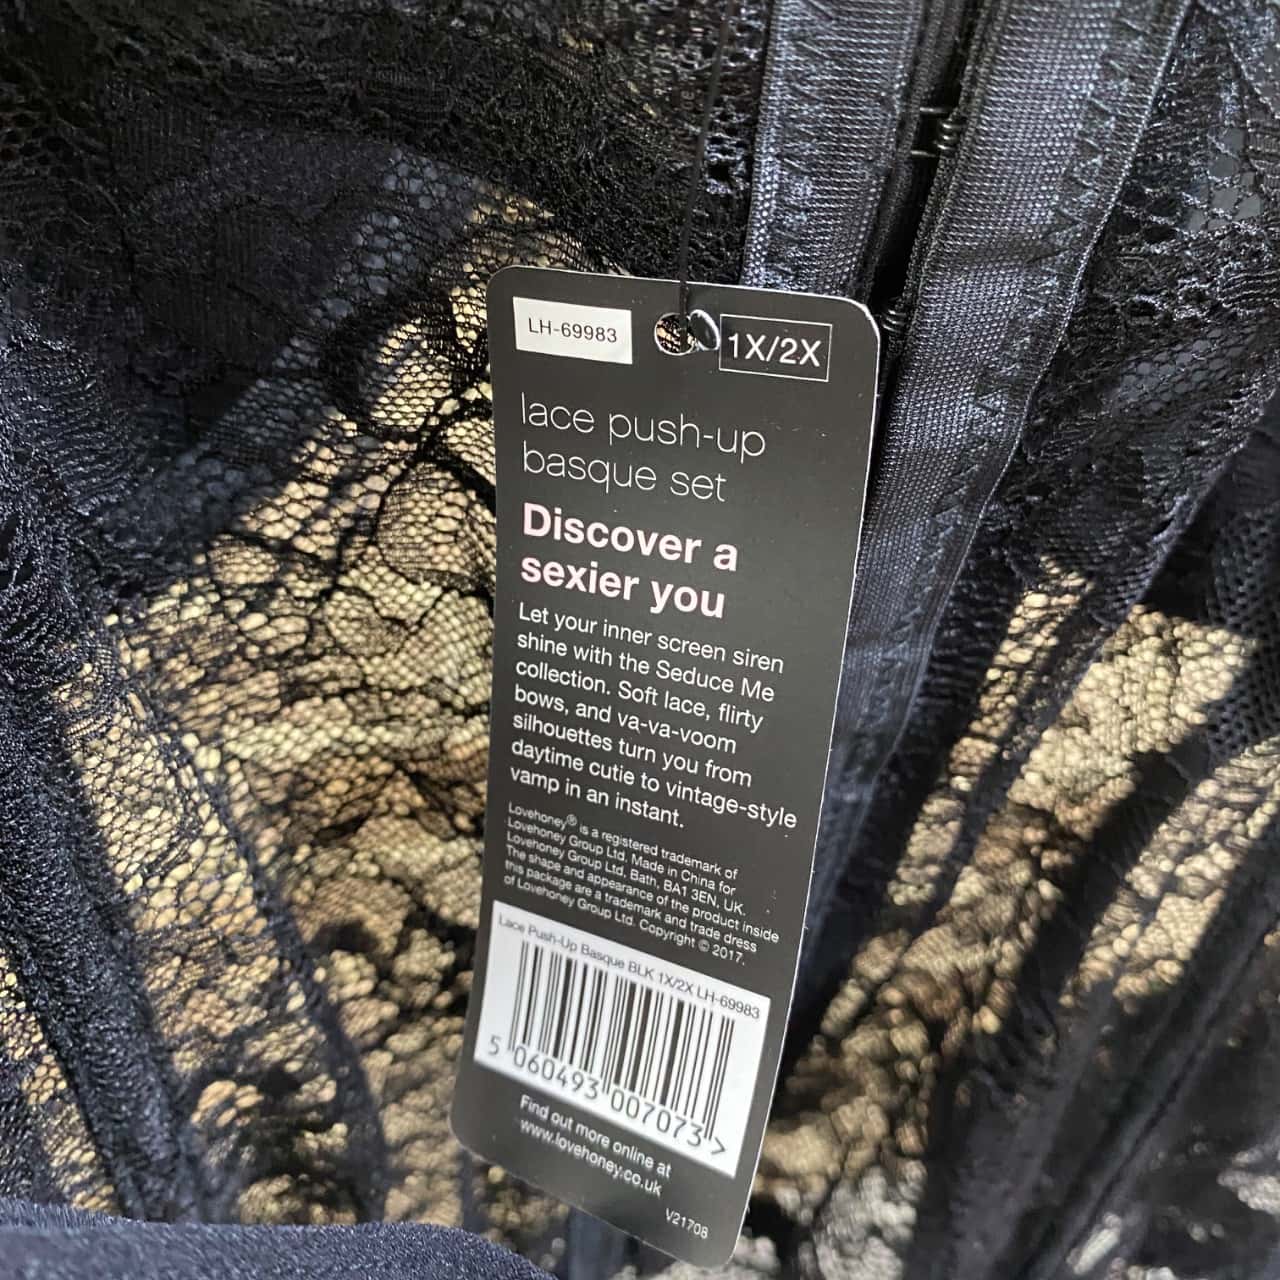 LH-69983
1X/2X
lace push-up
basque set
Discover a
sexier you
Let your inner screen siren
shine with the Seduce Me
collection. Soft lace, flirty
bows, and va-va-voom
silhouettes turn you from
daytime cutie to vintage-style
vamp in an instant.
Lovehoney® is a registered trademark of
Lovehoney Group Ltd. Made in China for
Lovehoney Group Ltd, Bath, BA1 3EN, UK.
The shape and appearance of the product inside
this package are a trademark and trade dress
of Lovehoney Group Ltd. Copyright © 2017.
Lace Push-Up Basque BLK 1X/2X LH-69983
5 060493 007073 >
Find out more online at
www.lovehoney.co.uk
V21708